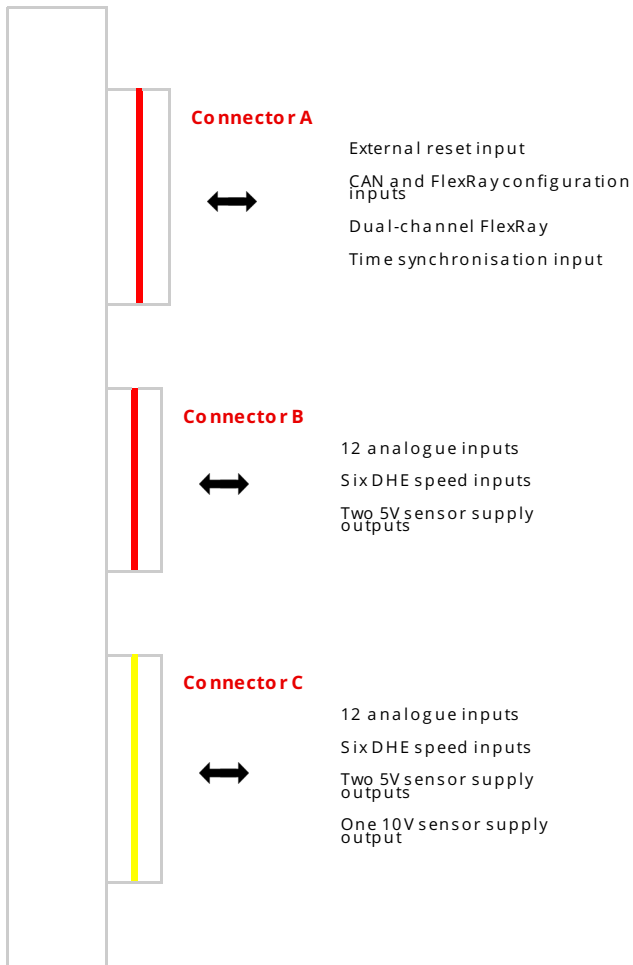 Connector A
External reset input
CAN and FlexRay configuration
inputs
Dual-channel FlexRay
Time synchronisation input
Connector B
12 analogue inputs
Six DHE speed inputs
Two 5V sensor supply
outputs
Connector C
12 analogue inputs
Six DHE speed inputs
Two 5V sensor supply
outputs
One 10V sensor supply
output